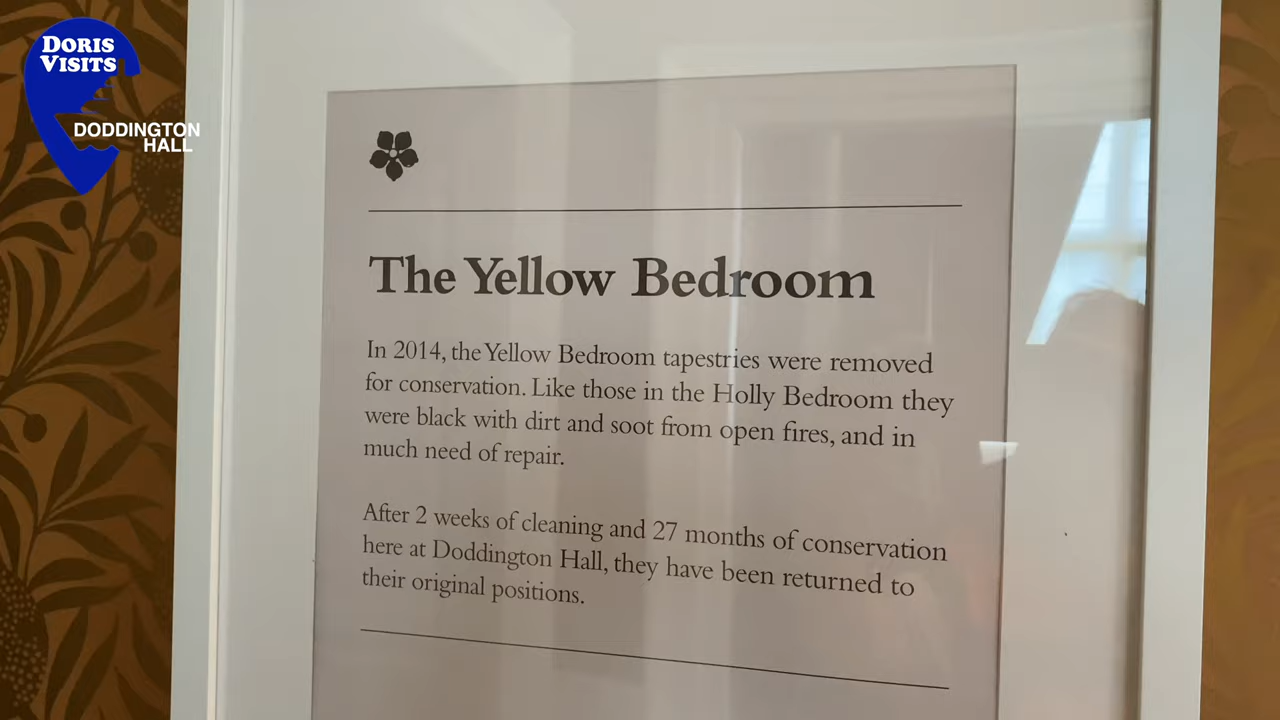 DORIS
VISITS
DODDINGTON
HALL
The Yellow Bedroom
In 2014, the Yellow Bedroom tapestries were removed
for conservation. Like those in the Holly Bedroom they
were black with dirt and soot from open fires, and in
much need of repair.
After 2 weeks of cleaning and 27 months of conservation
here at Doddington Hall, they have been returned to
their original positions.